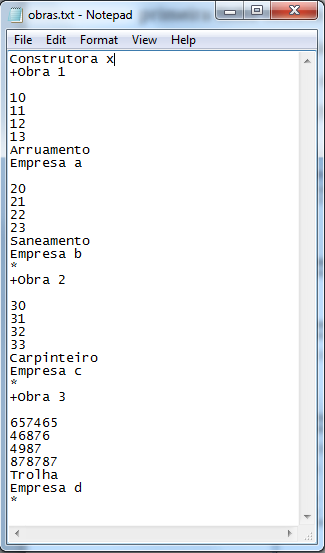 obras.txt - Notepad
File Edit Format View Help
Construtora x
+Obra 1
10
11
12
13
Arruamento
Empresa a
20
21
22
23
Saneamento
Empresa b
*
+Obra 2
30
31
32
33
Carpinteiro
Empresa c
*
+Obra 3
657465
46876
4987
878787
Trolha
Empresa d
*